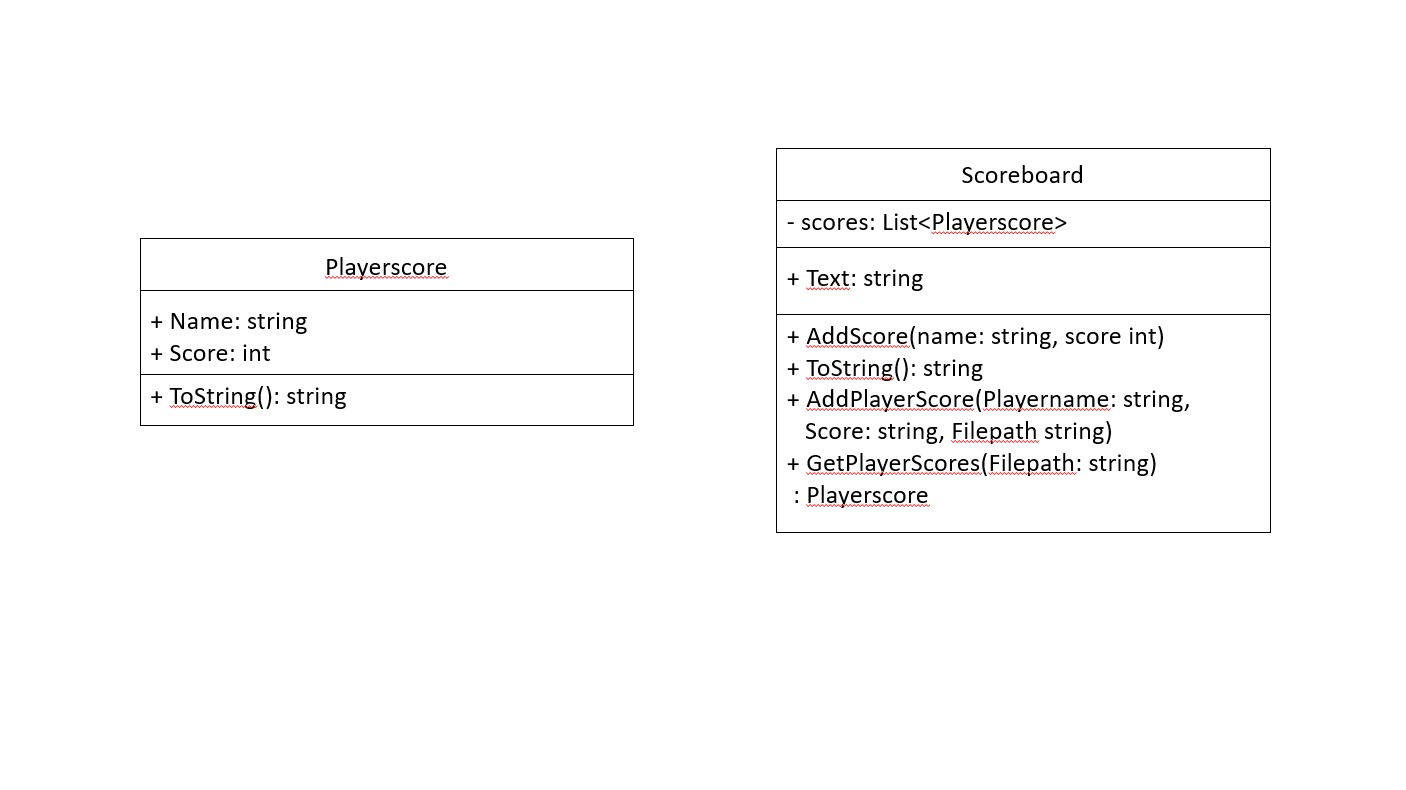 Playerscore
+ Name: string
+ Score: int
+ ToString(): string
Scoreboard
- scores: List<Playerscore>
+ Text: string
+ AddScore(name: string, score int)
+ ToString(): string
+ AddPlayerScore(Playername: string,
Score: string, Filepath string)
+ GetPlayerScores(Filepath: string)
: Playerscore